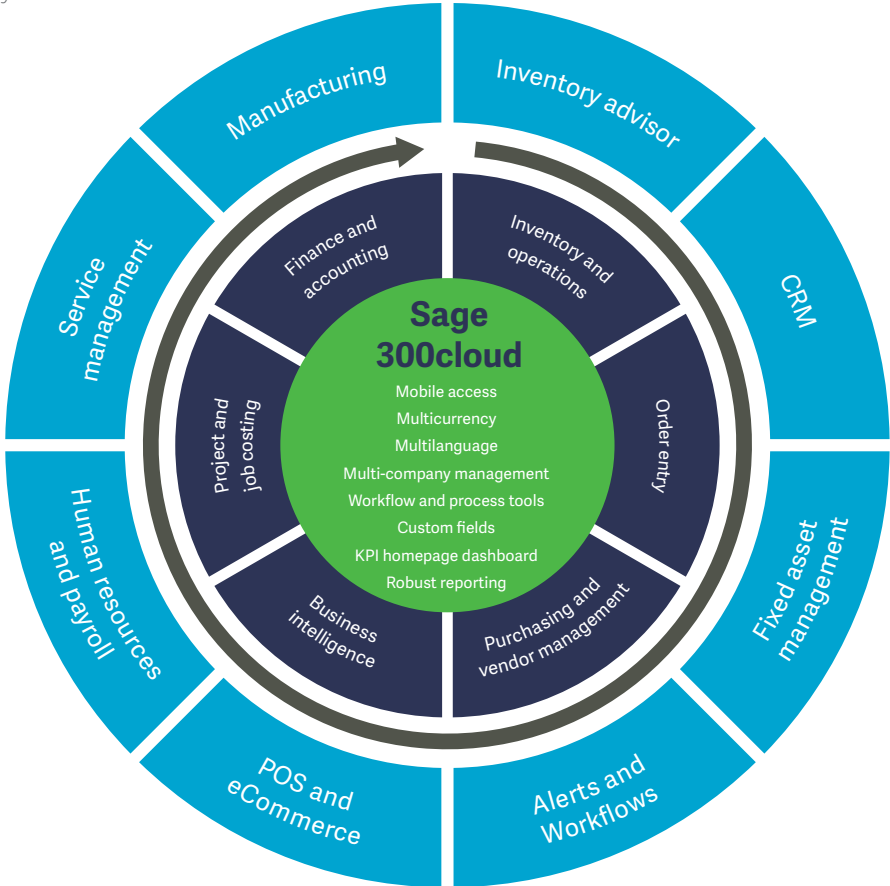 Manufacturing
Inventory advisor
CRM
Fixed asset
management
Alerts and
Workflows
POS and
eCommerce
Human resources
and payroll
Service
management
Finance and
accounting
Inventory and
operations
Order entry
Purchasing and
vendor management
Business
intelligence
Project and
job costing
Sage
300cloud
Mobile access
Multicurrency
Multilanguage
Multi-company management
Workflow and process tools
Custom fields
KPI homepage dashboard
Robust reporting